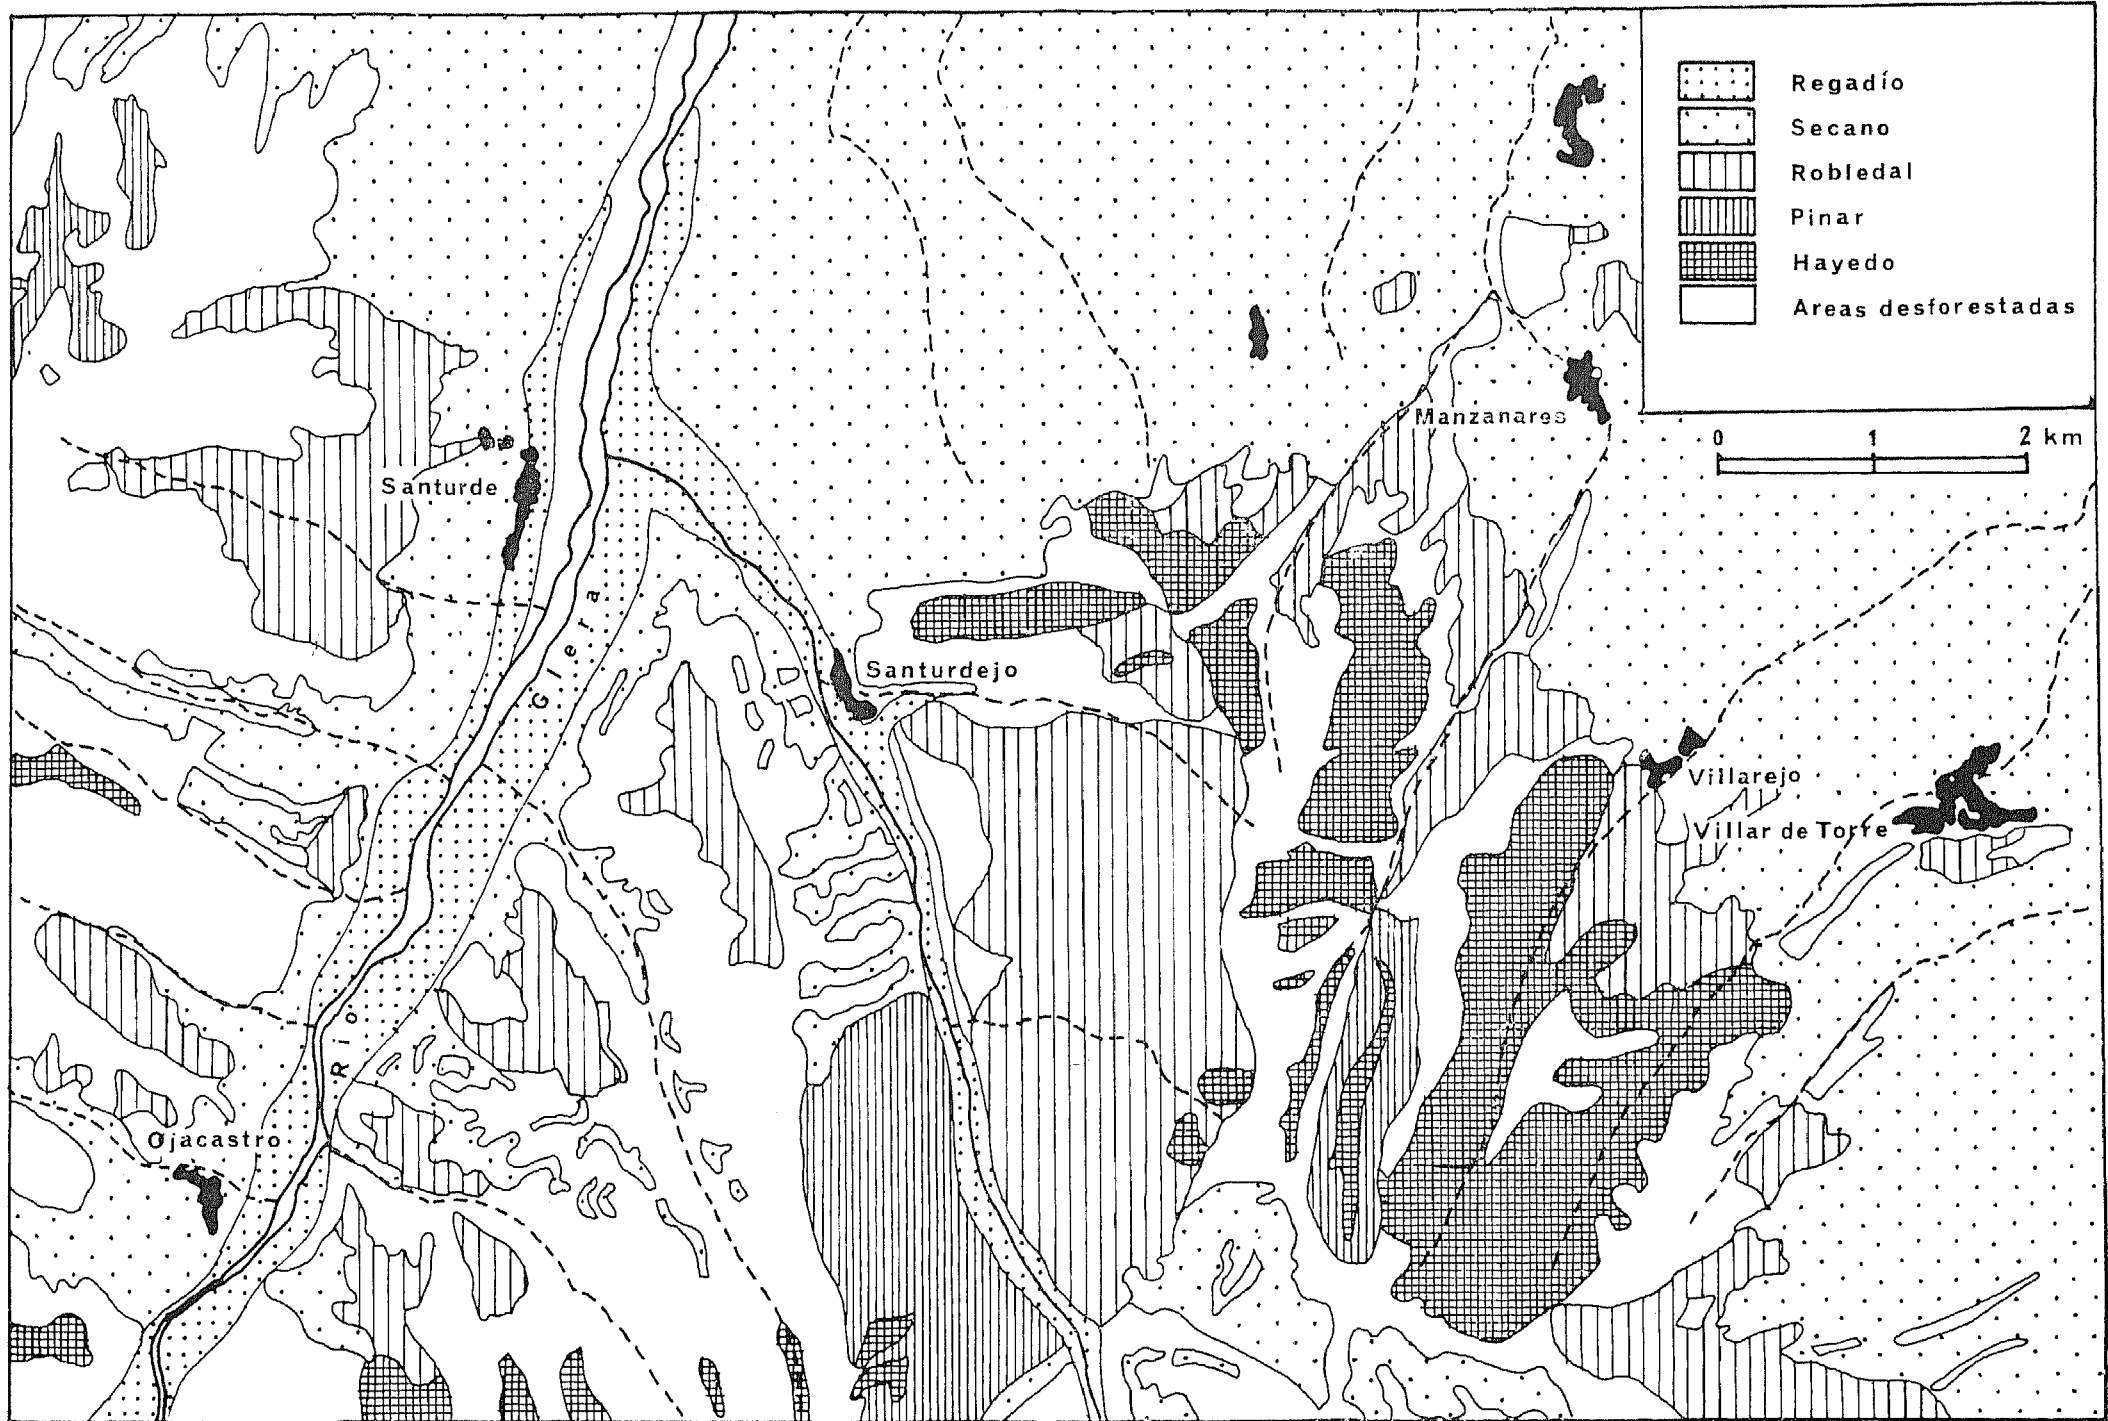 Regadío
Secano
Robledal
Pinar
Hayedo
Areas desforestadas
0 1 2 km
Manzanares
Santurde
Santurdejo
Villarejo
Villar de Torre
Río Glera
Ojacastro